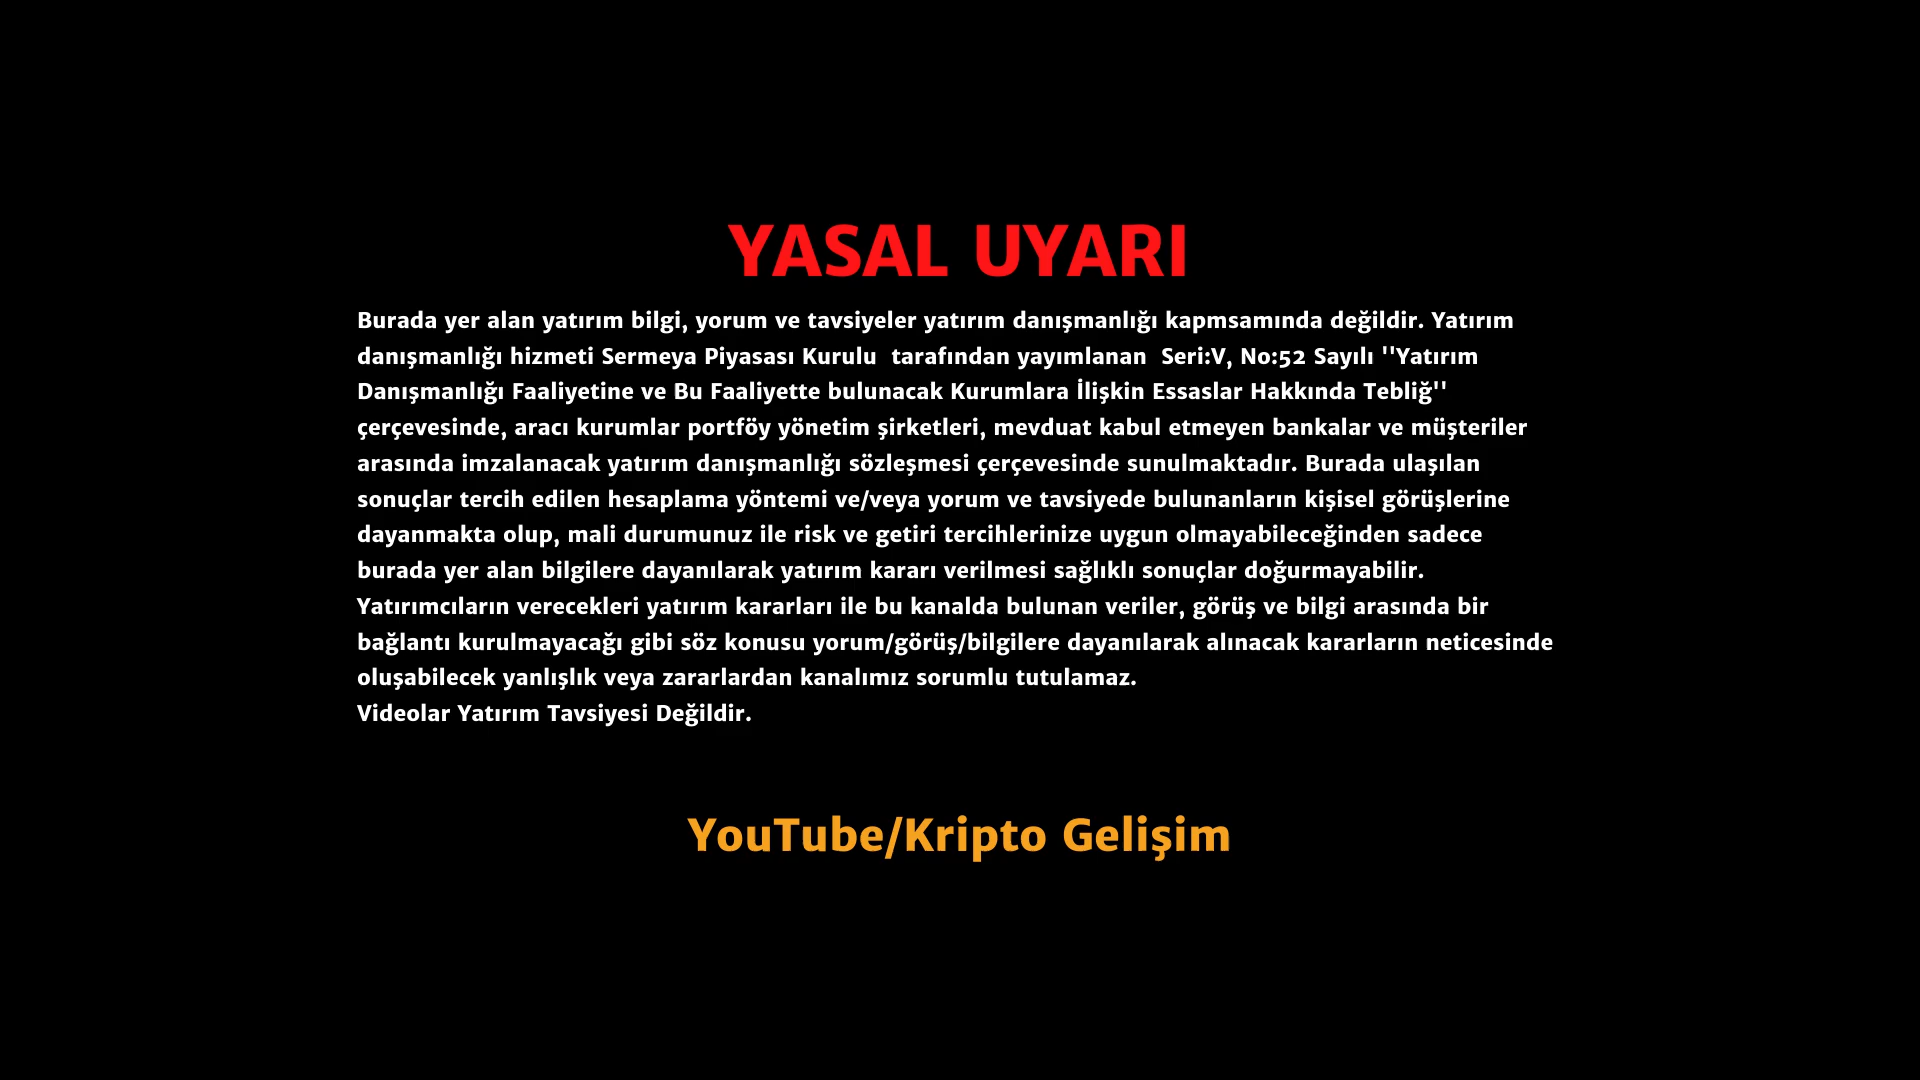 YASAL UYARI
Burada yer alan yatırım bilgi, yorum ve tavsiyeler yatırım danışmanlığı kapmsamında değildir. Yatırım
danışmanlığı hizmeti Sermeya Piyasası Kurulu  tarafından yayımlanan  Seri:V, No:52 Sayılı ''Yatırım
Danışmanlığı Faaliyetine ve Bu Faaliyette bulunacak Kurumlara İlişkin Essaslar Hakkında Tebliğ''
çerçevesinde, aracı kurumlar portföy yönetim şirketleri, mevduat kabul etmeyen bankalar ve müşteriler
arasında imzalanacak yatırım danışmanlığı sözleşmesi çerçevesinde sunulmaktadır. Burada ulaşılan
sonuçlar tercih edilen hesaplama yöntemi ve/veya yorum ve tavsiyede bulunanların kişisel görüşlerine
dayanmakta olup, mali durumunuz ile risk ve getiri tercihlerinize uygun olmayabileceğinden sadece
burada yer alan bilgilere dayanılarak yatırım kararı verilmesi sağlıklı sonuçlar doğurmayabilir.
Yatırımcıların verecekleri yatırım kararları ile bu kanalda bulunan veriler, görüş ve bilgi arasında bir
bağlantı kurulmayacağı gibi söz konusu yorum/görüş/bilgilere dayanılarak alınacak kararların neticesinde
oluşabilecek yanlışlık veya zararlardan kanalımız sorumlu tutulamaz.
Videolar Yatırım Tavsiyesi Değildir.
YouTube/Kripto Gelişim